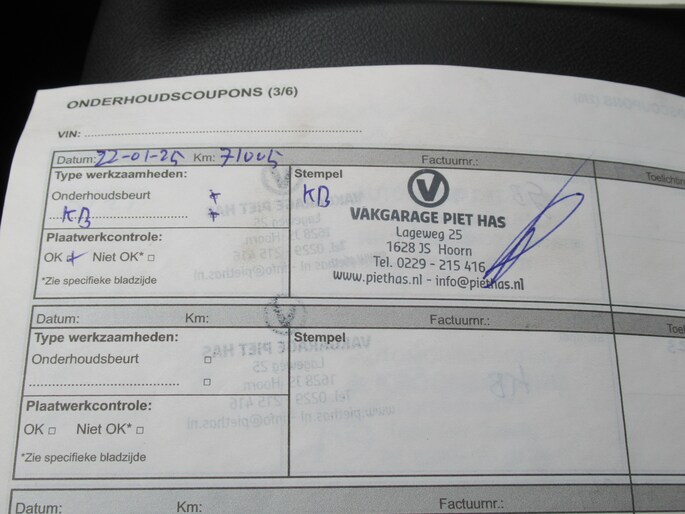 ONDERHOUDSCOUPONS (3/6)
VIN:
Datum: 22-01-25 Km: 71005 Factuurnr.:
Type werkzaamheden: Stempel Toelichtin
Onderhoudsbeurt KB
KB
VAKGARAGE PIET HAS
Lageweg 25
1628 JS Hoorn
Tel. 0229 - 215 416
www.piethas.nl - info@piethas.nl
Plaatwerkcontrole:
OK Niet OK*
*Zie specifieke bladzijde
Datum: Km: Factuurnr.:
Type werkzaamheden: Stempel Toelic
Onderhoudsbeurt
Plaatwerkcontrole:
OK Niet OK*
*Zie specifieke bladzijde
Datum: Km: Factuurnr.: